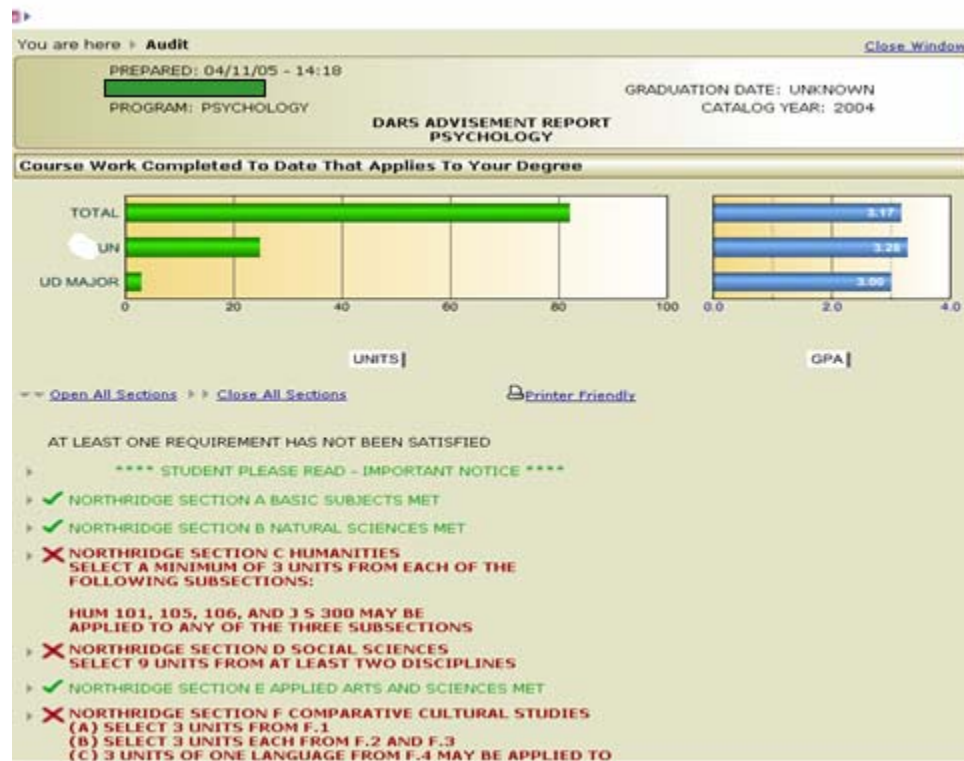 You are here Audit
Close Window
PREPARED: 04/11/05 - 14:18
GRADUATION DATE: UNKNOWN
PROGRAM: PSYCHOLOGY
CATALOG YEAR: 2004
DARS ADVISEMENT REPORT
PSYCHOLOGY
Course Work Completed To Date That Applies To Your Degree
TOTAL
UN
UD MAJOR
0 20 40 60 80 100
UNITS
3.17
3.28
3.00
0.0 2.0 4.0
GPA
Open All Sections Close All Sections
Printer Friendly
AT LEAST ONE REQUIREMENT HAS NOT BEEN SATISFIED
**** STUDENT PLEASE READ - IMPORTANT NOTICE ****
NORTHRIDGE SECTION A BASIC SUBJECTS MET
NORTHRIDGE SECTION B NATURAL SCIENCES MET
NORTHRIDGE SECTION C HUMANITIES
SELECT A MINIMUM OF 3 UNITS FROM EACH OF THE
FOLLOWING SUBSECTIONS:
HUM 101, 105, 106, AND J S 300 MAY BE
APPLIED TO ANY OF THE THREE SUBSECTIONS
NORTHRIDGE SECTION D SOCIAL SCIENCES
SELECT 9 UNITS FROM AT LEAST TWO DISCIPLINES
NORTHRIDGE SECTION E APPLIED ARTS AND SCIENCES MET
NORTHRIDGE SECTION F COMPARATIVE CULTURAL STUDIES
(A) SELECT 3 UNITS FROM F.1
(B) SELECT 3 UNITS EACH FROM F.2 AND F.3
(C) 3 UNITS OF ONE LANGUAGE FROM F.4 MAY BE APPLIED TO